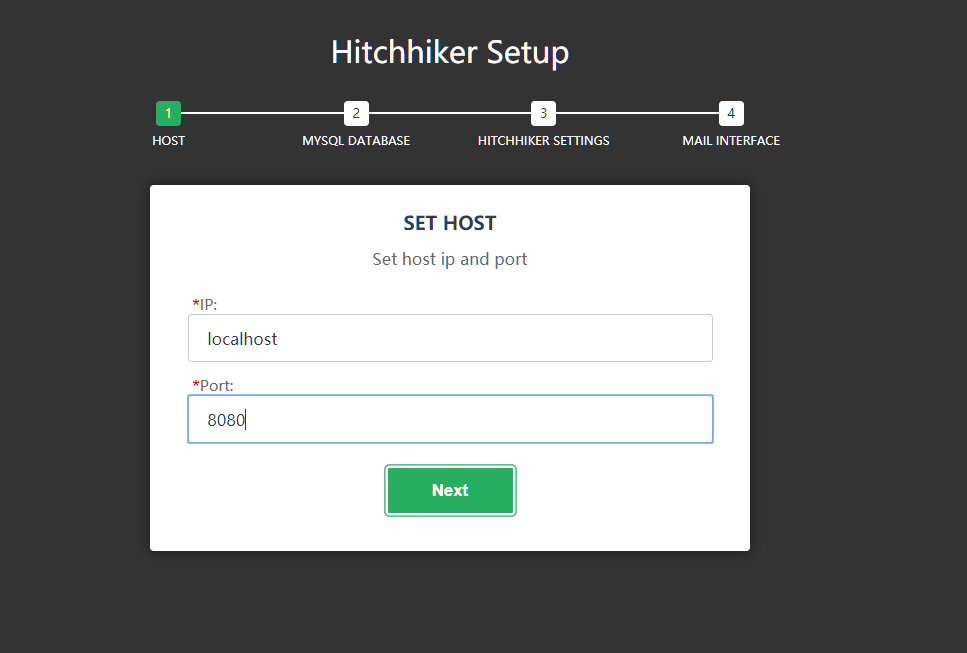 Hitchhiker Setup
1 2 3 4
HOST MYSQL DATABASE HITCHHIKER SETTINGS MAIL INTERFACE
SET HOST
Set host ip and port
*IP:
localhost
*Port:
8080
Next